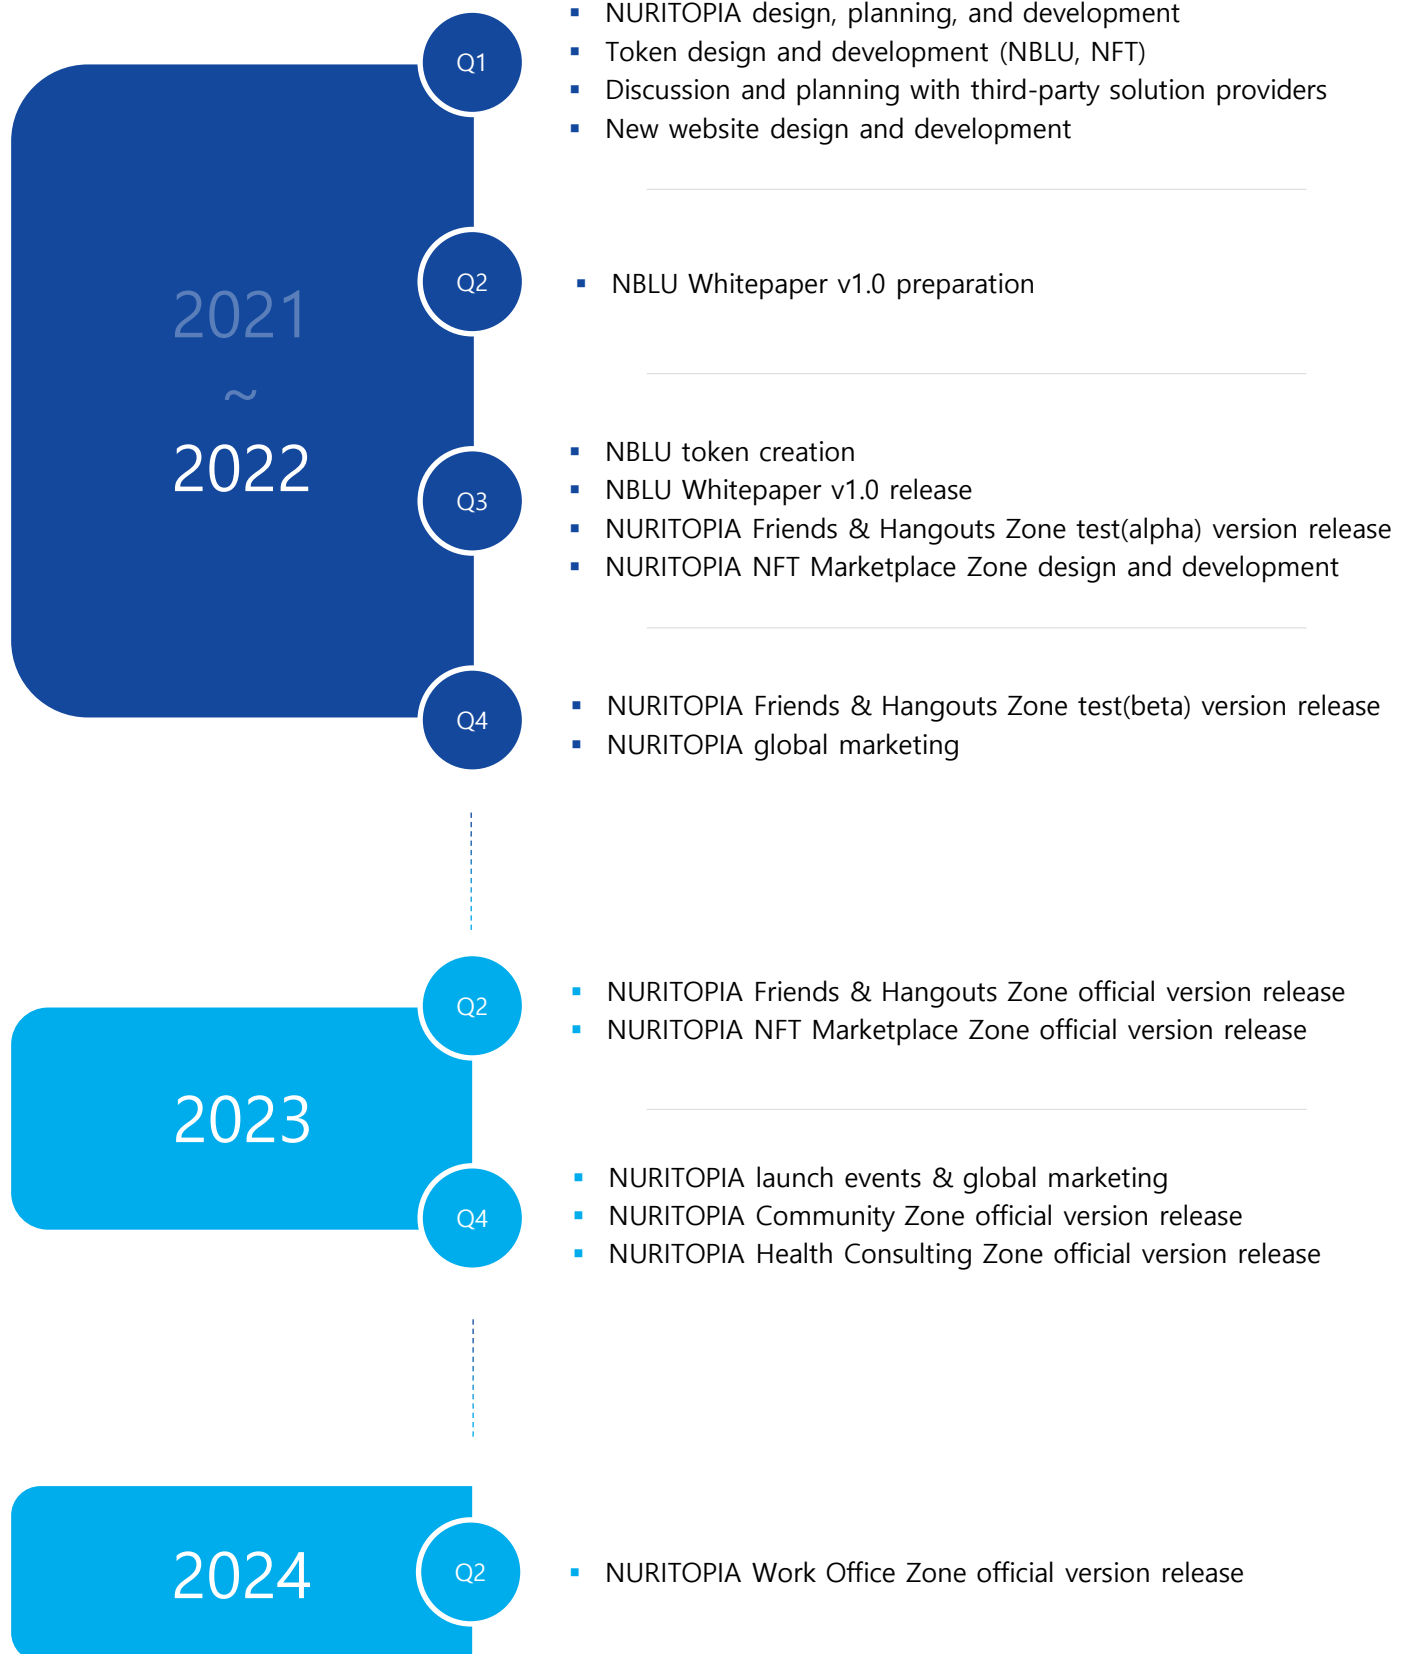 Q1
NURITOPIA design, planning, and development
Token design and development (NBLU, NFT)
Discussion and planning with third-party solution providers
New website design and development
2021
~
2022
Q2
NBLU Whitepaper v1.0 preparation
Q3
NBLU token creation
NBLU Whitepaper v1.0 release
NURITOPIA Friends & Hangouts Zone test(alpha) version release
NURITOPIA NFT Marketplace Zone design and development
Q4
NURITOPIA Friends & Hangouts Zone test(beta) version release
NURITOPIA global marketing
2023
Q2
NURITOPIA Friends & Hangouts Zone official version release
NURITOPIA NFT Marketplace Zone official version release
Q4
NURITOPIA launch events & global marketing
NURITOPIA Community Zone official version release
NURITOPIA Health Consulting Zone official version release
2024
Q2
NURITOPIA Work Office Zone official version release